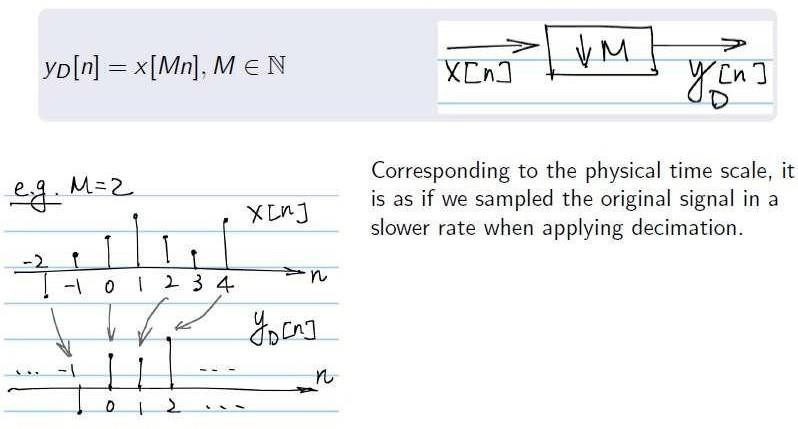 y_D[n] = x[Mn], M ∈ ℕ
x[n] ↓M y_D[n]
Corresponding to the physical time scale, it
is as if we sampled the original signal in a
slower rate when applying decimation.
e.g. M=2
x[n]
-2 -1 0 1 2 3 4 n
y_D[n]
... -1 0 1 2 ... n
...